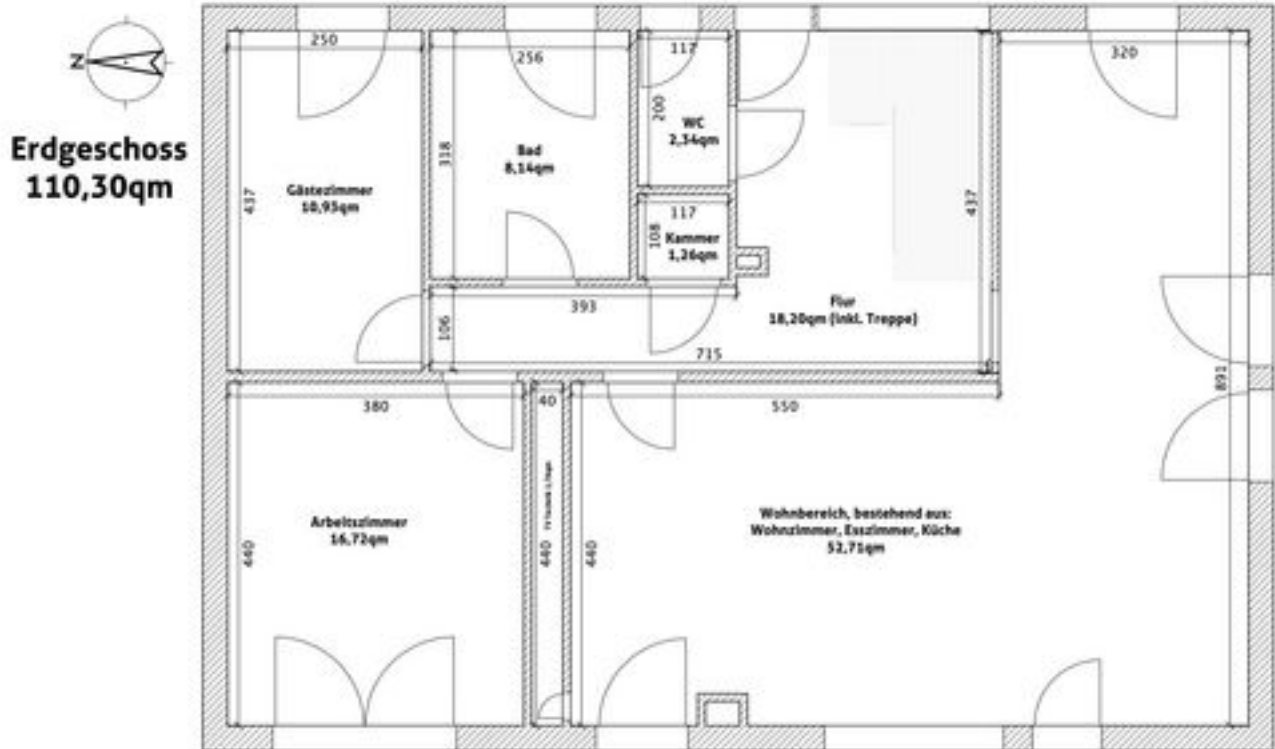 N
Erdgeschoss
110,30qm
250
256
117
320
437
Gästezimmer
10,93qm
318
Bad
8,14qm
200
WC
2,34qm
117
108
Kammer
1,26qm
437
Flur
18,20qm (inkl. Treppe)
393
106
715
380
40
550
891
Arbeitszimmer
16,72qm
440
440
440
Wohnbereich, bestehend aus:
Wohnzimmer, Esszimmer, Küche
52,71qm